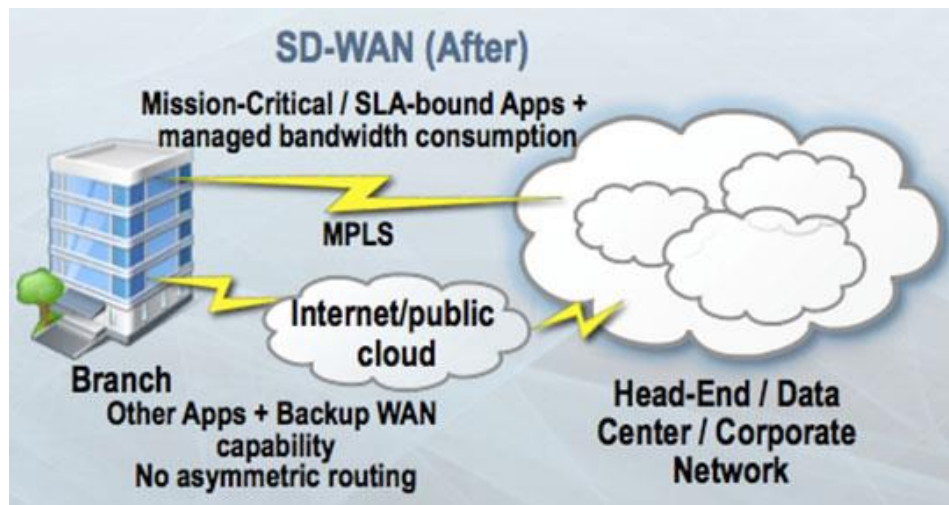 SD-WAN (After)
Mission-Critical / SLA-bound Apps +
managed bandwidth consumption
MPLS
Internet/public
cloud
Branch
Other Apps + Backup WAN
capability
No asymmetric routing
Head-End / Data
Center / Corporate
Network